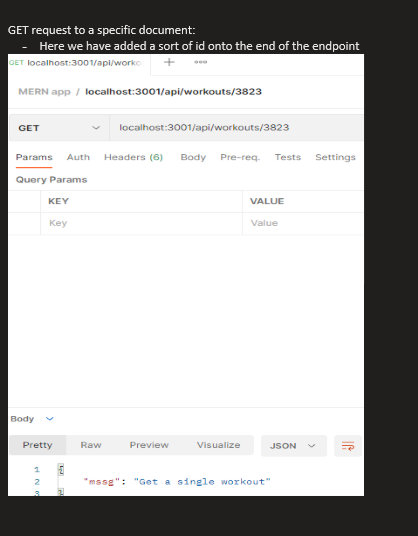 GET request to a specific document:
- Here we have added a sort of id onto the end of the endpoint
GET localhost:3001/api/worko + ooo
MERN app / localhost:3001/api/workouts/3823
GET localhost:3001/api/workouts/3823
Params Auth Headers (6) Body Pre-req. Tests Settings
Query Params
KEY VALUE
Key Value
Body
Pretty Raw Preview Visualize JSON
1 {
2 "mssg": "Get a single workout"
3 }